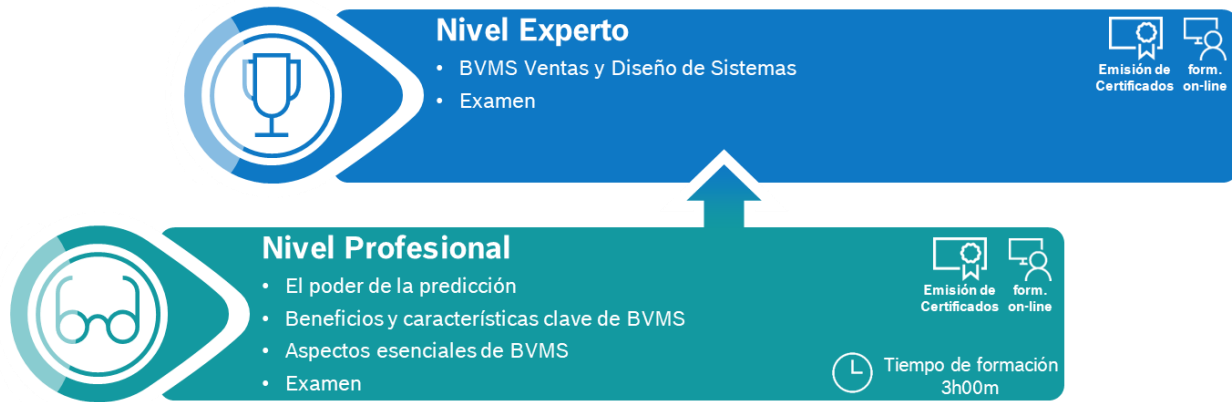 Nivel Experto
• BVMS Ventas y Diseño de Sistemas
• Examen
Emisión de
Certificados
form.
on-line
Nivel Profesional
• El poder de la predicción
• Beneficios y características clave de BVMS
• Aspectos esenciales de BVMS
• Examen
Emisión de
Certificados
form.
on-line
Tiempo de formación
3h00m